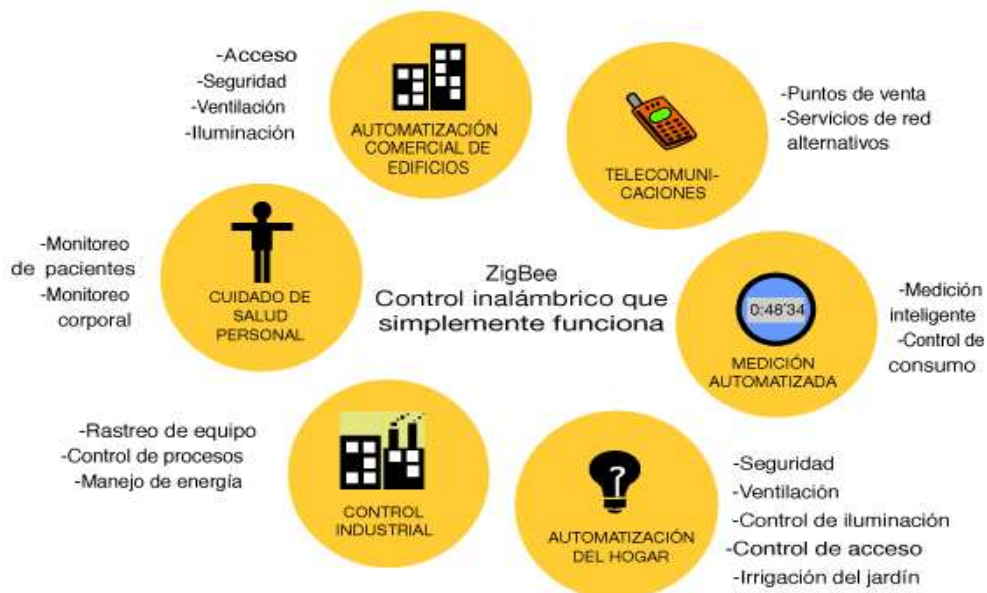 -Acceso
-Seguridad
-Ventilación
-Iluminación
AUTOMATIZACIÓN
COMERCIAL DE
EDIFICIOS
TELECOMUNI-
CACIONES
-Puntos de venta
-Servicios de red
alternativos
-Monitoreo
de pacientes
-Monitoreo
corporal
CUIDADO DE
SALUD
PERSONAL
ZigBee
Control inalámbrico que
simplemente funciona
0:48'34
MEDICIÓN
AUTOMATIZADA
-Medición
inteligente
-Control de
consumo
-Rastreo de equipo
-Control de procesos
-Manejo de energía
CONTROL
INDUSTRIAL
?
AUTOMATIZACIÓN
DEL HOGAR
-Seguridad
-Ventilación
-Control de iluminación
-Control de acceso
-Irrigación del jardín